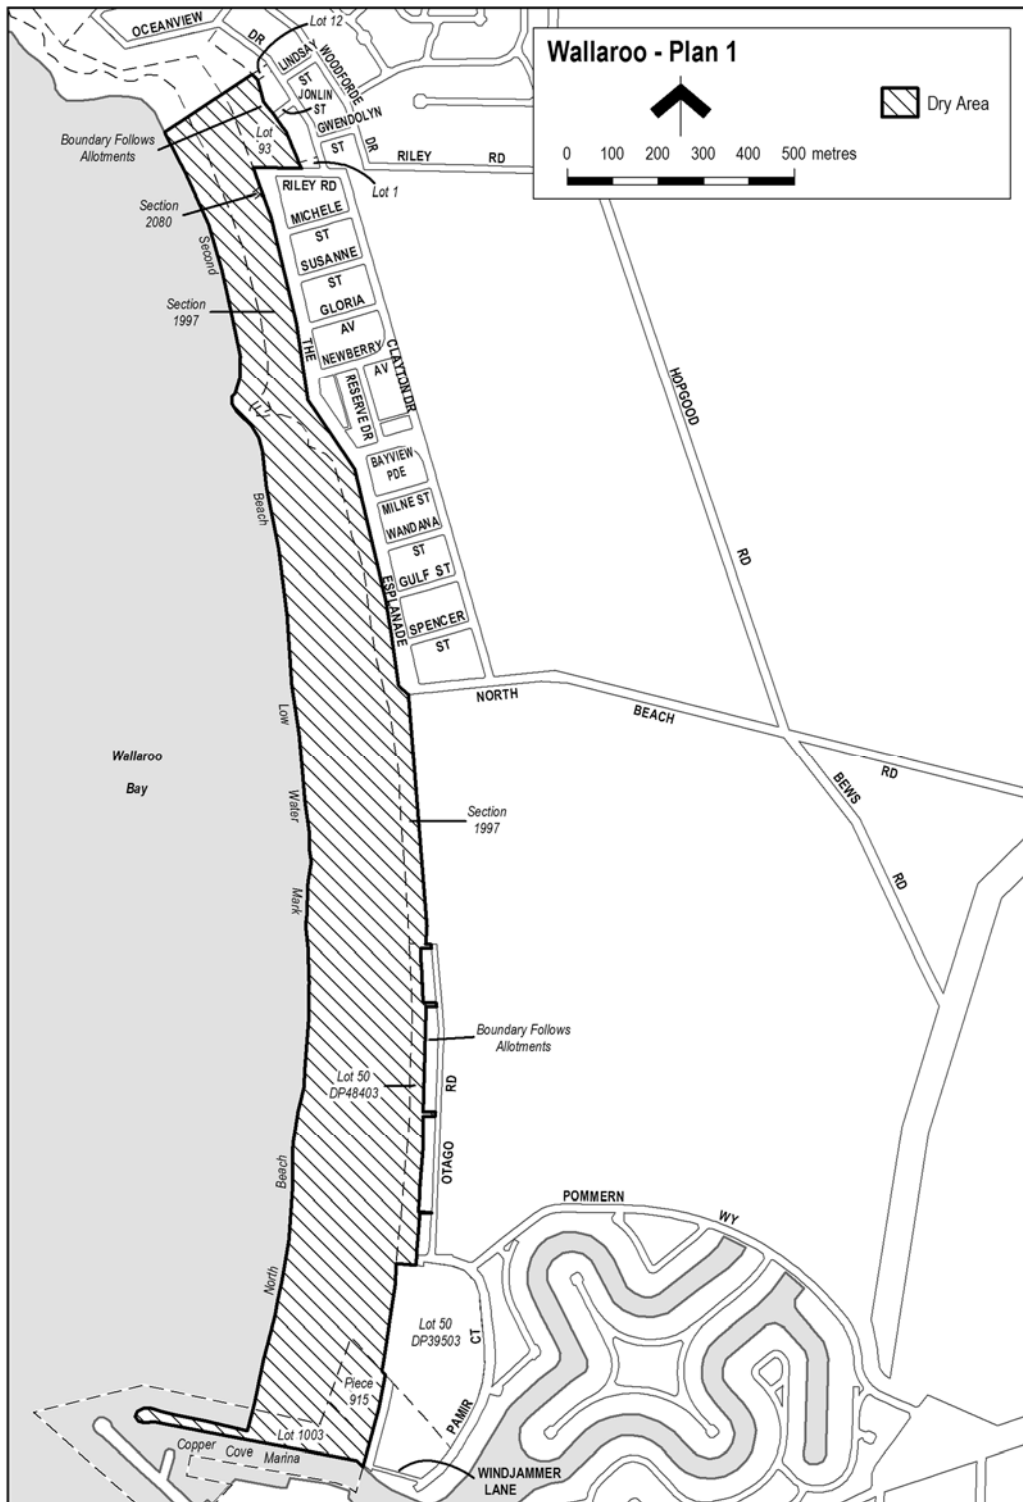 Wallaroo - Plan 1
Dry Area
0 100 200 300 400 500 metres
OCEANVIEW
DR
Lot 12
LINDSAY
ST
WOODFORDE
DR
JONLIN
ST
GWENDOLYN
ST
Boundary Follows
Allotments
Lot
93
RILEY RD
Lot 1
Section
2080
RILEY RD
MICHELE
ST
SUSANNE
ST
GLORIA
AV
NEWBERRY
AV
Second
Section
1997
THE
RESERVE DR
CLAYTON DR
HOPGOOD
RD
BAYVIEW
PDE
MILNE ST
WANDANA
ST
GULF ST
SPENCER
ST
ESPLANADE
Beach
NORTH
BEACH
RD
Low
Water
Mark
Wallaroo
Bay
BEWS
RD
Section
1997
Boundary Follows
Allotments
Lot 50
DP48403
RD
OTAGO
Beach
North
POMMERN
WY
Lot 50
DP39503
CT
PAMIR
Piece
915
Lot 1003
Copper Cove Marina
WINDJAMMER
LANE